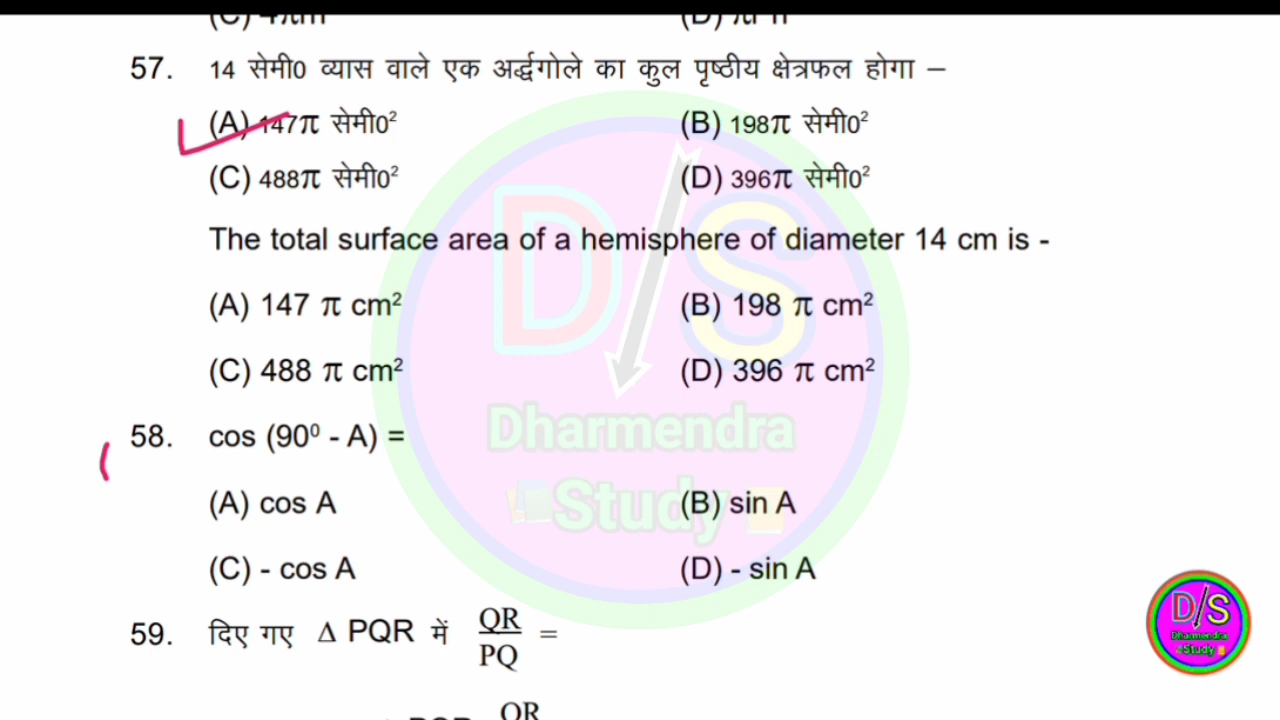 57. 14 सेमी0 व्यास वाले एक अर्द्धगोले का कुल पृष्ठीय क्षेत्रफल होगा –
(A) 147π सेमी0² (B) 198π सेमी0²
(C) 488π सेमी0² (D) 396π सेमी0²
The total surface area of a hemisphere of diameter 14 cm is -
(A) 147 π cm² (B) 198 π cm²
(C) 488 π cm² (D) 396 π cm²
58. cos (90⁰ - A) =
(A) cos A (B) sin A
(C) - cos A (D) - sin A
59. दिए गए Δ PQR में QR/PQ =
D/S
Dharmendra
Study
D/S
Dharmendra
Study